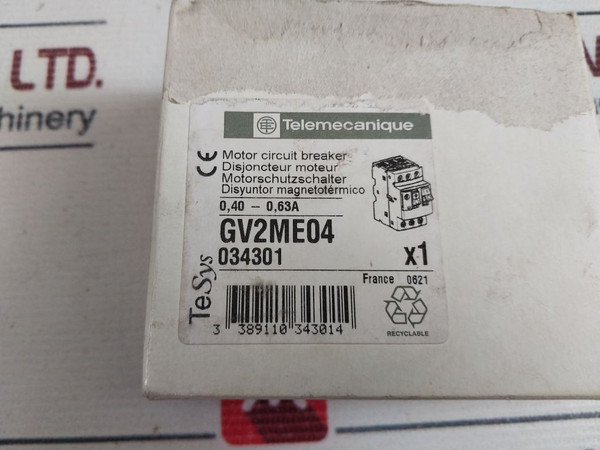 LTD.
hinery
Telemecanique
CE
Motor circuit breaker
Disjoncteur moteur
Motorschutzschalter
Disyuntor magnetotérmico
0,40 – 0,63A
GV2ME04
034301
x1
TeSys
France 0621
3 389110 343014
RECYCLABLE